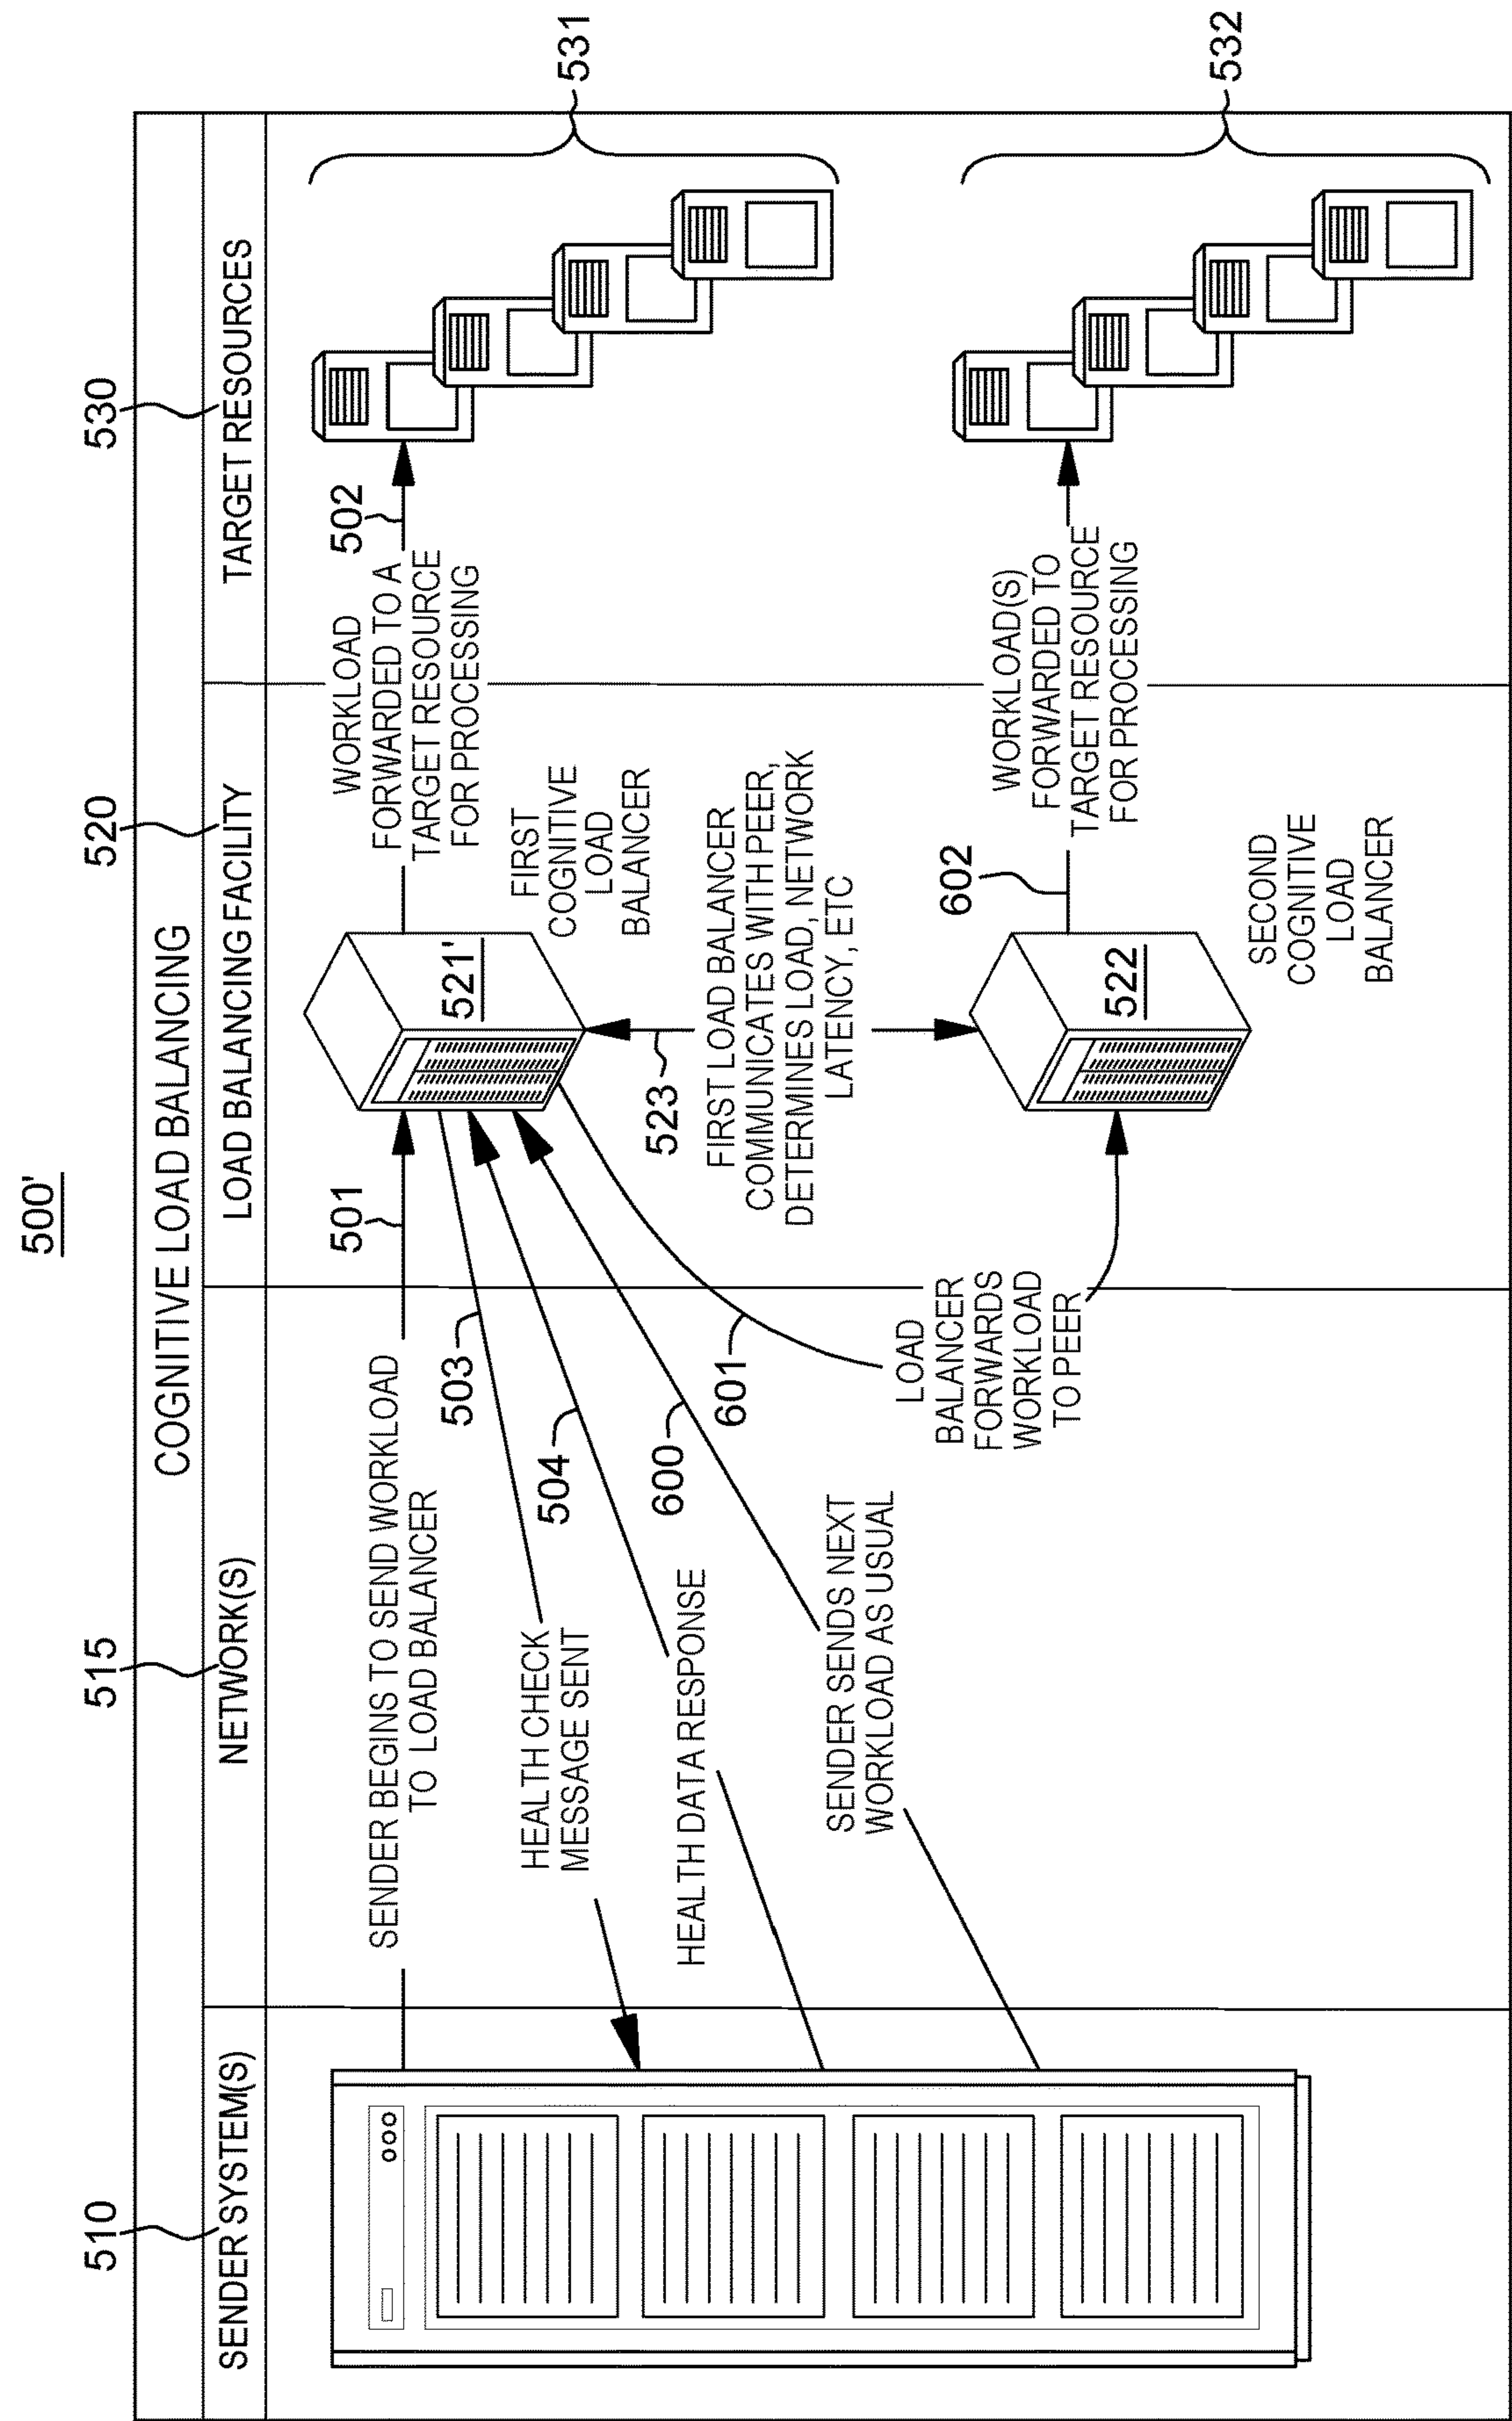 500'
COGNITIVE LOAD BALANCING
510
515
520
530
SENDER SYSTEM(S)
NETWORK(S)
LOAD BALANCING FACILITY
TARGET RESOURCES
SENDER BEGINS TO SEND WORKLOAD
TO LOAD BALANCER
501
503
HEALTH CHECK
MESSAGE SENT
504
HEALTH DATA RESPONSE
600
SENDER SENDS NEXT
WORKLOAD AS USUAL
601
LOAD
BALANCER
FORWARDS
WORKLOAD
TO PEER
521'
FIRST
COGNITIVE
LOAD
BALANCER
523
FIRST LOAD BALANCER
COMMUNICATES WITH PEER,
DETERMINES LOAD, NETWORK
LATENCY, ETC
522
602
SECOND
COGNITIVE
LOAD
BALANCER
WORKLOAD
FORWARDED TO A
TARGET RESOURCE
FOR PROCESSING
502
531
WORKLOAD(S)
FORWARDED TO
TARGET RESOURCE
FOR PROCESSING
532